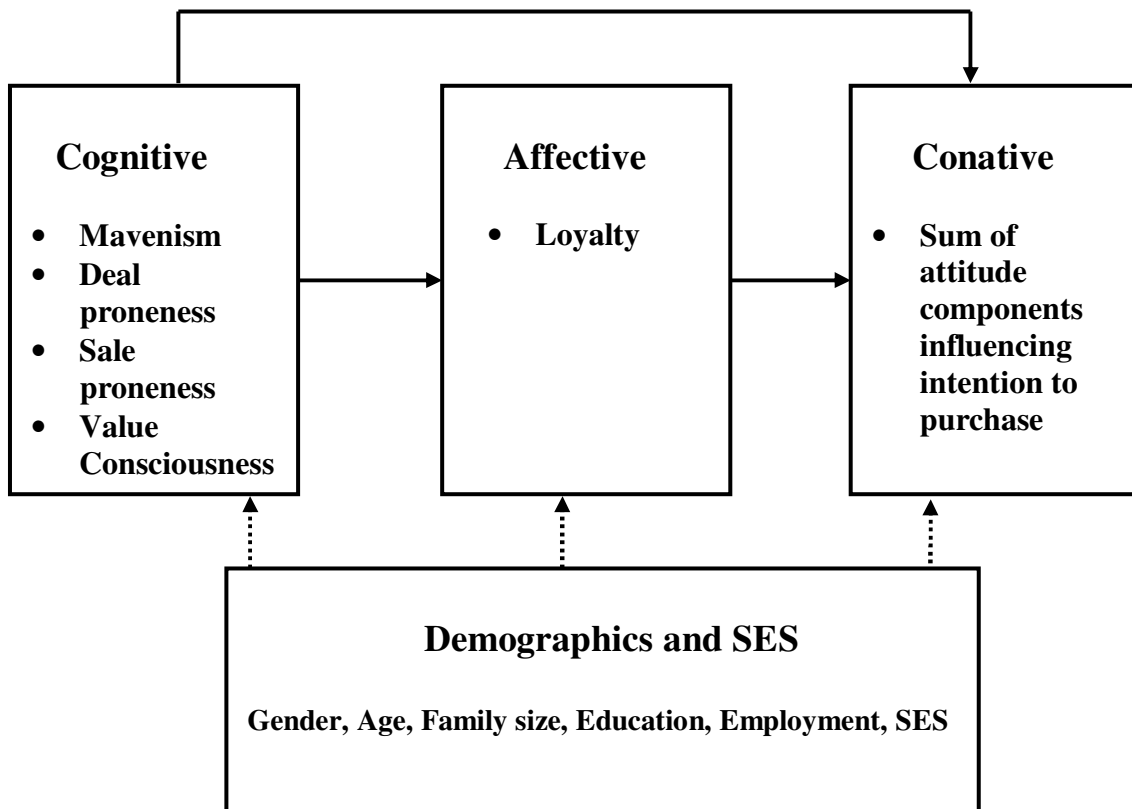 Cognitive
• Mavenism
• Deal
proneness
• Sale
proneness
• Value
Consciousness
Affective
• Loyalty
Conative
• Sum of
attitude
components
influencing
intention to
purchase
Demographics and SES
Gender, Age, Family size, Education, Employment, SES